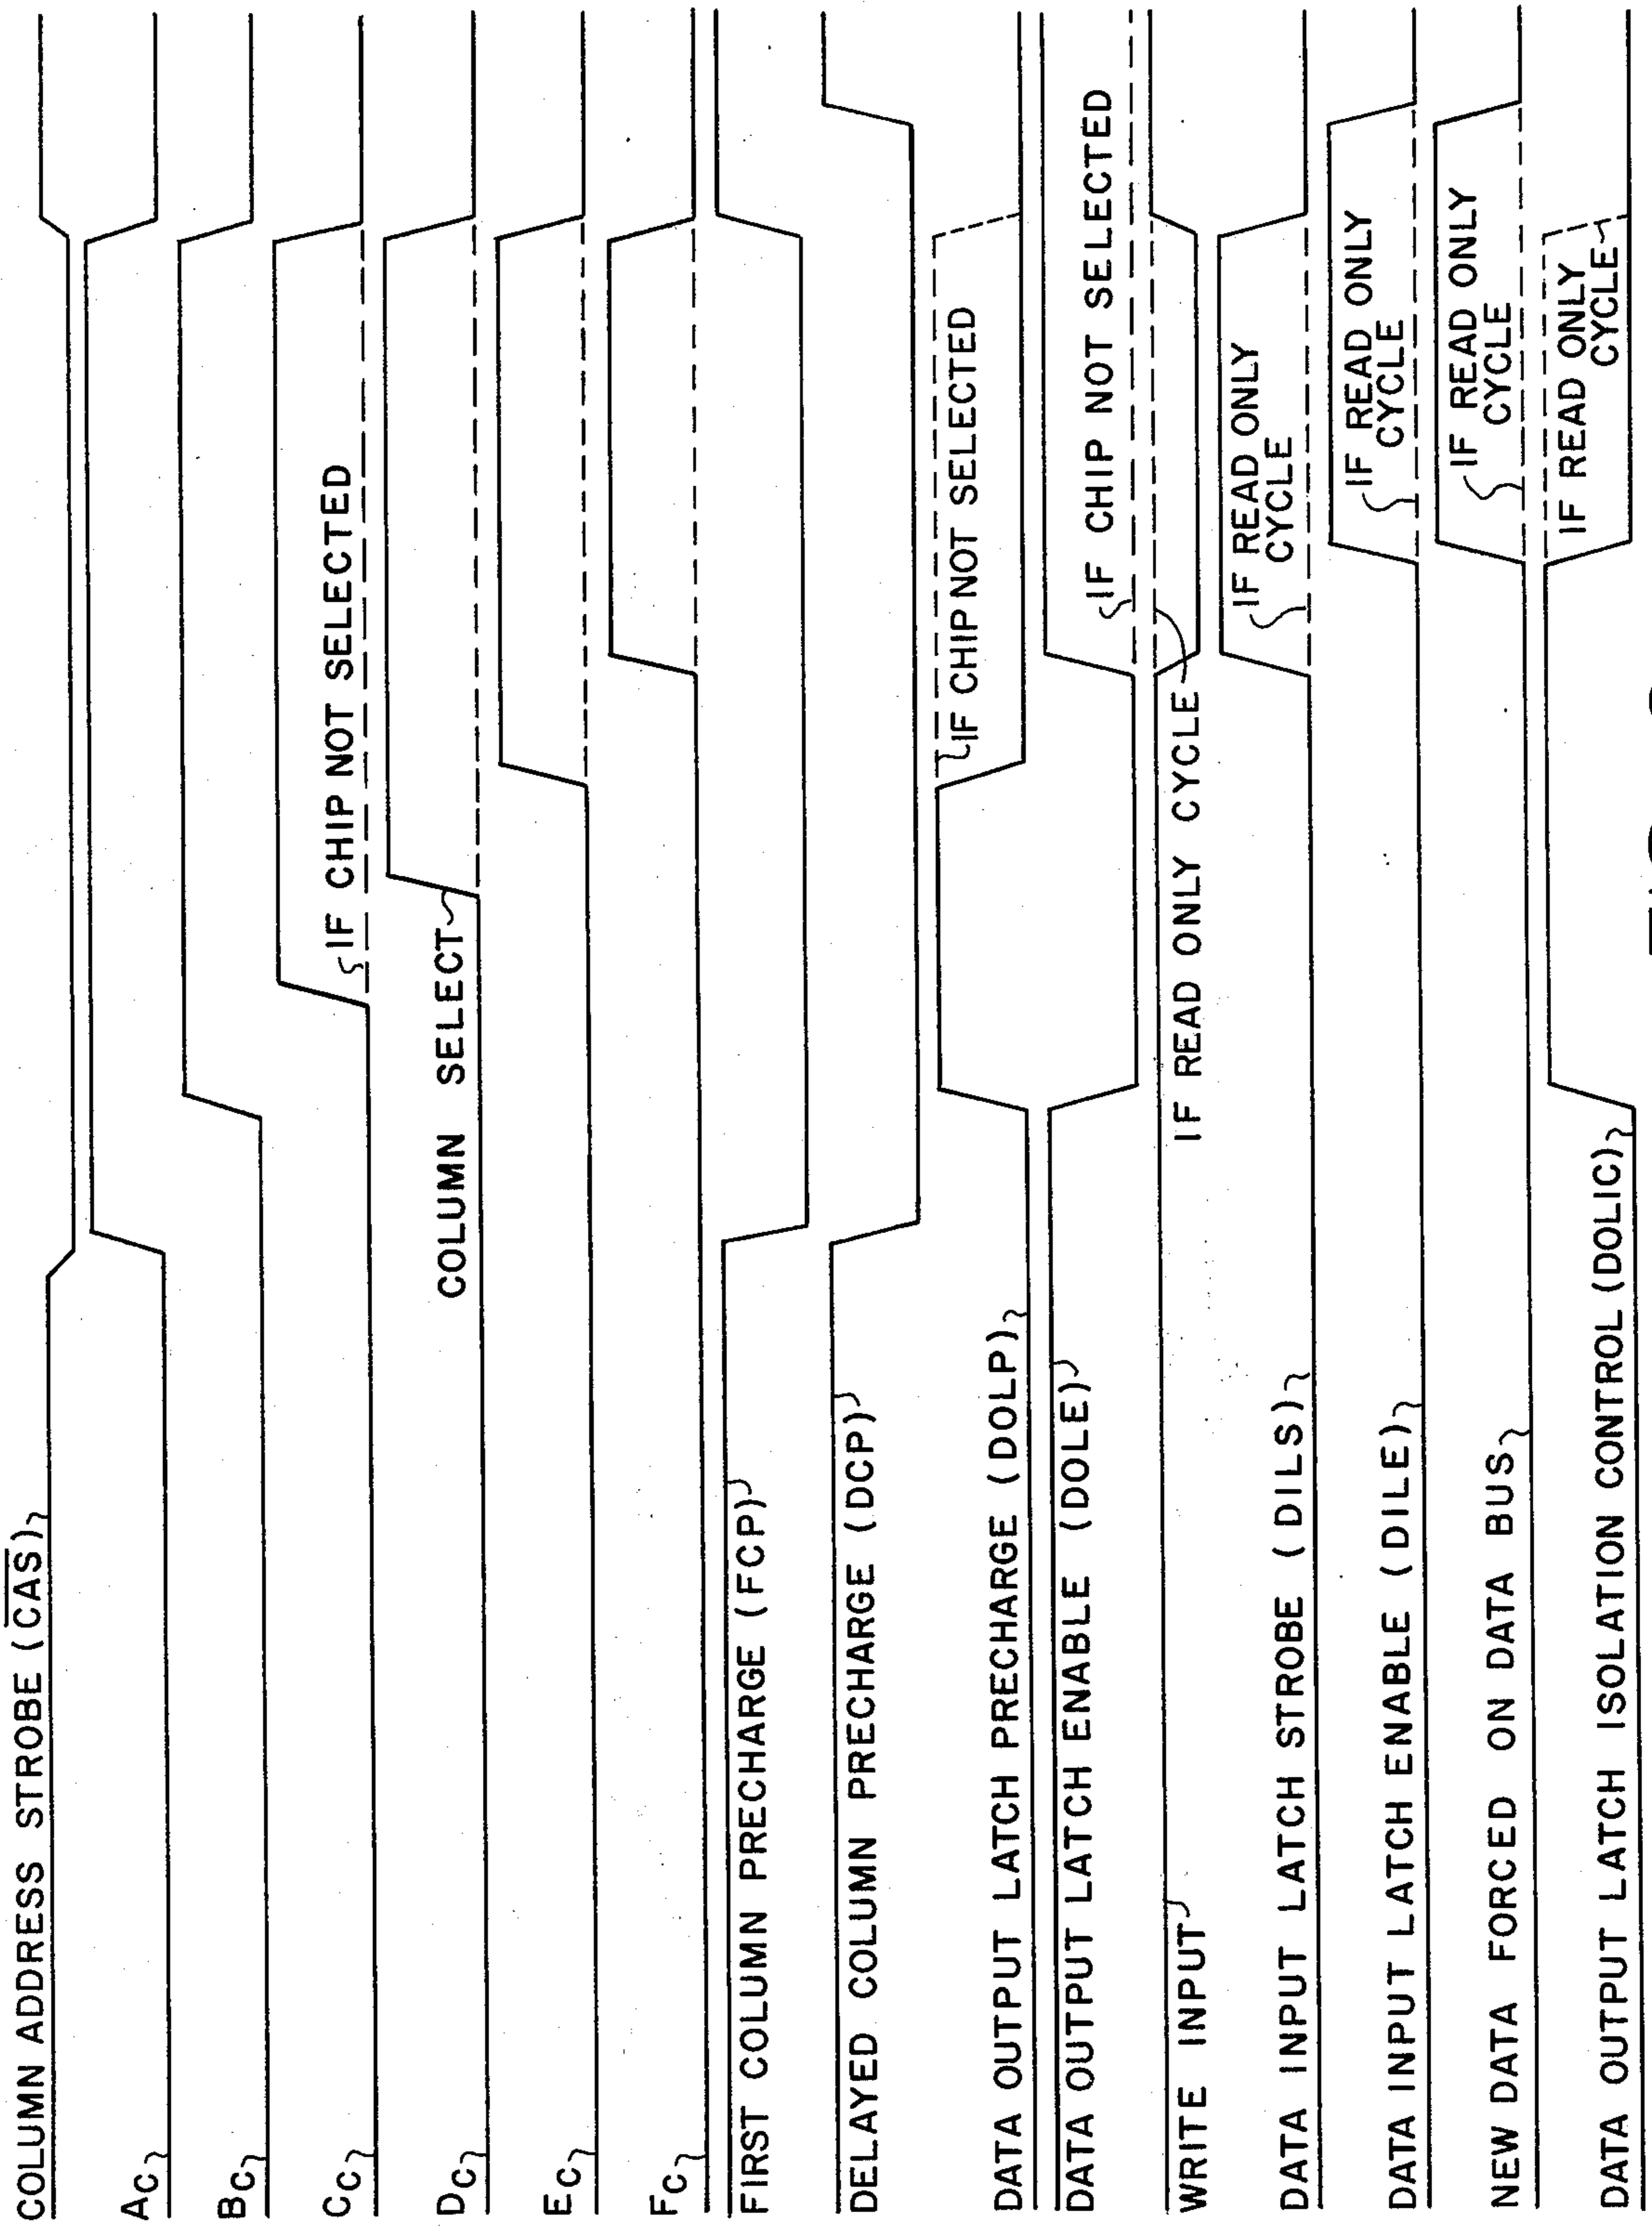 COLUMN ADDRESS STROBE (CAS)
AC
BC
CC
IF CHIP NOT SELECTED
DC
COLUMN SELECT
EC
FC
FIRST COLUMN PRECHARGE (FCP)
DELAYED COLUMN PRECHARGE (DCP)
IF CHIP NOT SELECTED
DATA OUTPUT LATCH PRECHARGE (DOLP)
DATA OUTPUT LATCH ENABLE (DOLE)
IF CHIP NOT SELECTED
WRITE INPUT
IF READ ONLY CYCLE
IF READ ONLY
CYCLE
DATA INPUT LATCH STROBE (DILS)
IF READ ONLY
CYCLE
DATA INPUT LATCH ENABLE (DILE)
IF READ ONLY
CYCLE
NEW DATA FORCED ON DATA BUS
IF READ ONLY
CYCLE
DATA OUTPUT LATCH ISOLATION CONTROL (DOLIC)